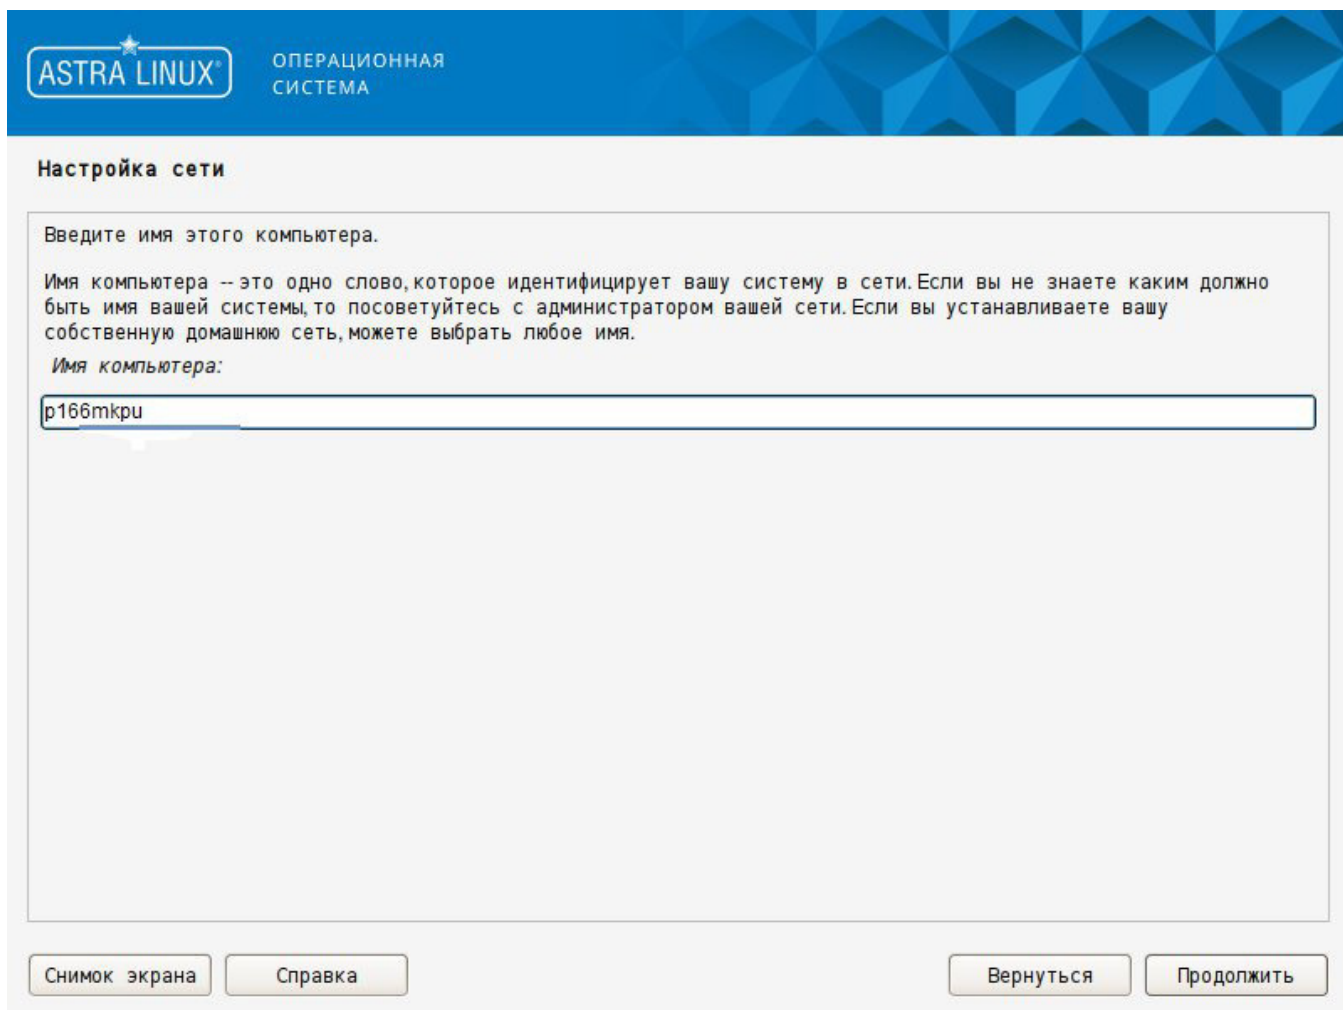 ASTRA LINUX®
ОПЕРАЦИОННАЯ
СИСТЕМА
Настройка сети
Введите имя этого компьютера.
Имя компьютера -- это одно слово, которое идентифицирует вашу систему в сети. Если вы не знаете каким должно
быть имя вашей системы, то посоветуйтесь с администратором вашей сети. Если вы устанавливаете вашу
собственную домашнюю сеть, можете выбрать любое имя.
Имя компьютера:
p166mkpu
Снимок экрана
Справка
Вернуться
Продолжить